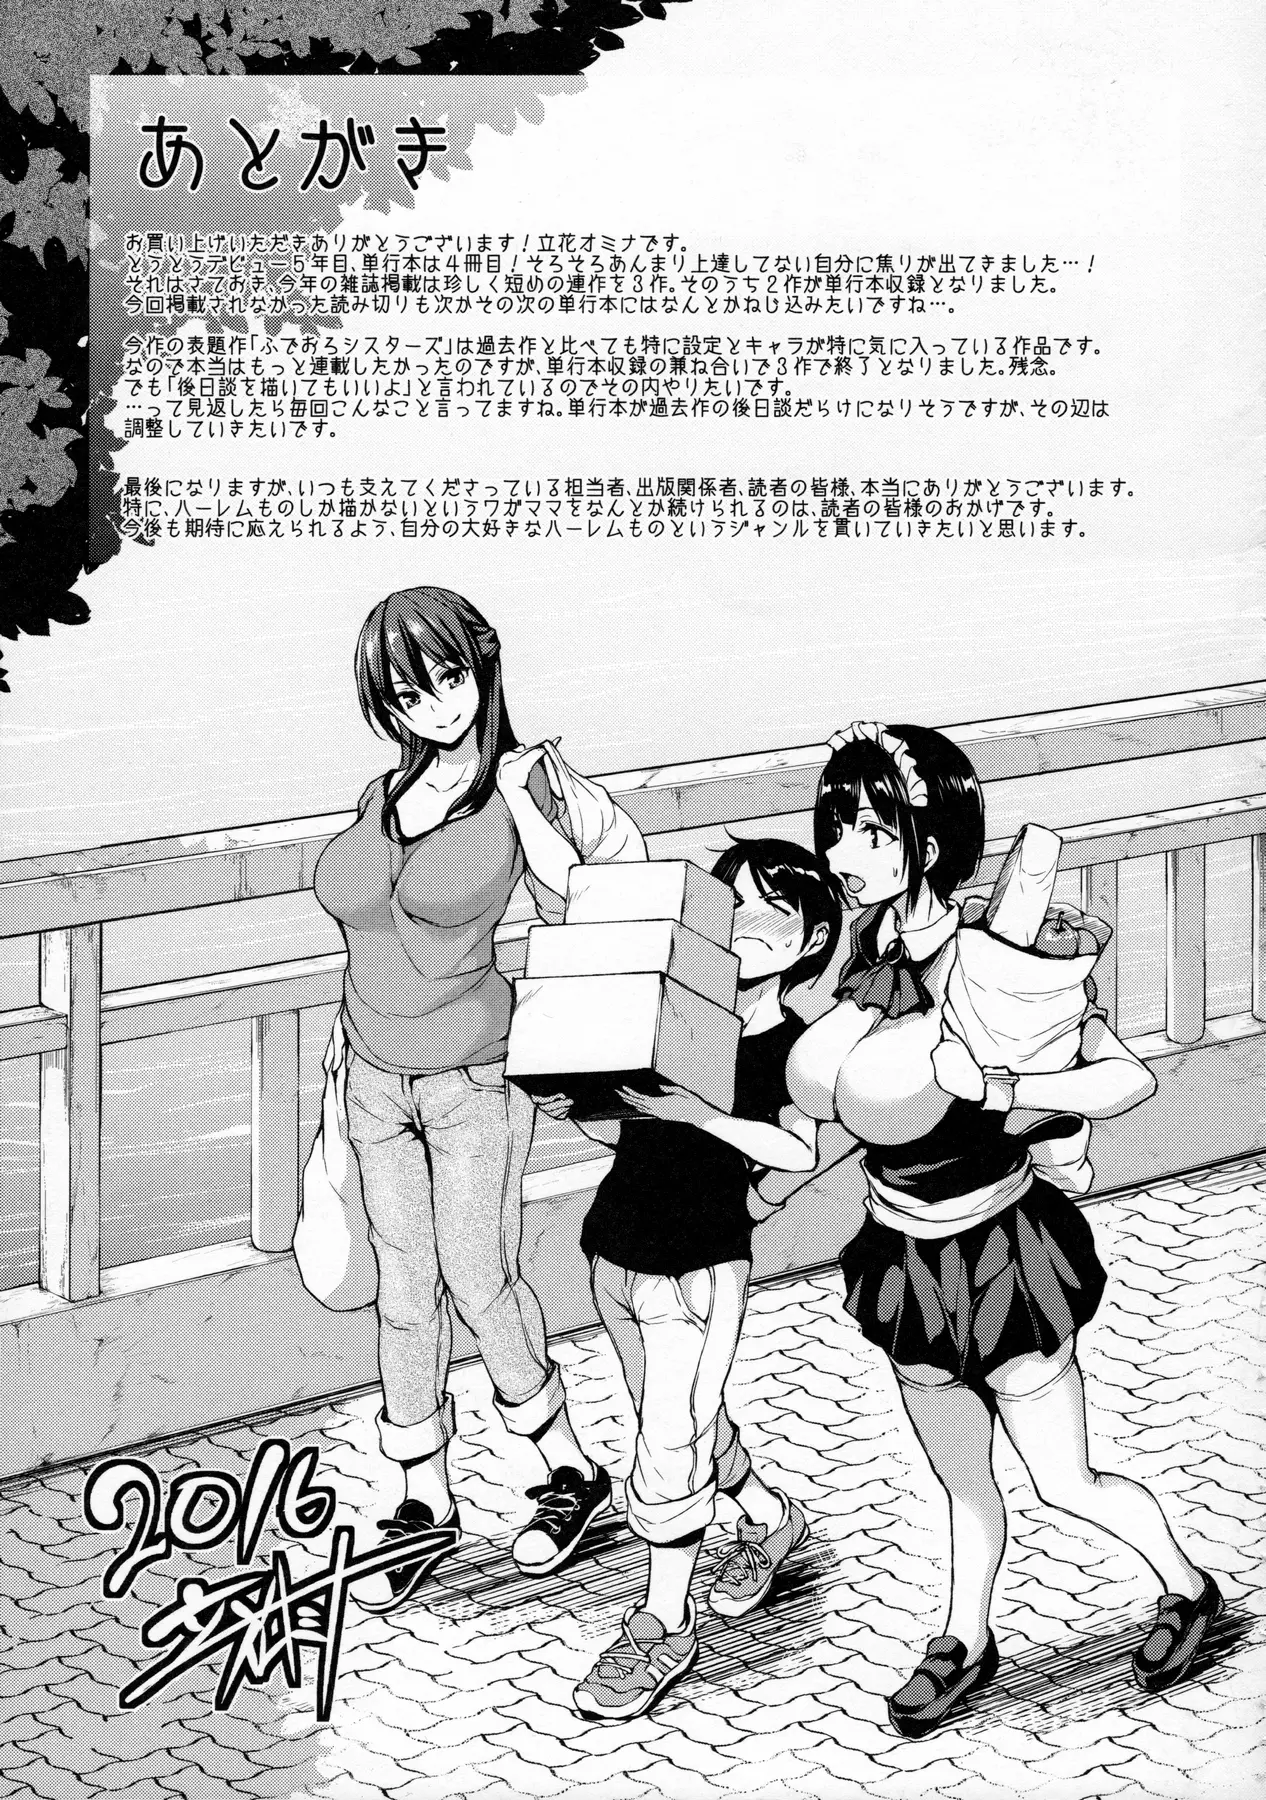 あとがき
お買い上げいただきありがとうございます！立花オミナです。
とうとうデビュー５年目、単行本は４冊目！そろそろあんまり上達してない自分に焦りが出てきました…！
それはさておき、今年の雑誌掲載は珍しく短めの連作を３作。そのうち２作が単行本収録となりました。
今回掲載されなかった読み切りも次かその次の単行本にはなんとかねじ込みたいですね…。
今作の表題作「ふでおろシスターズ」は過去作と比べても特に設定とキャラが特に気に入っている作品です。
なので本当はもっと連載したかったのですが、単行本収録の兼ね合いで３作で終了となりました。残念。
でも「後日談を描いてもいいよ」と言われているのでその内やりたいです。
…って見返したら毎回こんなこと言ってますね。単行本が過去作の後日談だらけになりそうですが、その辺は
調整していきたいです。
最後になりますが、いつも支えてくださっている担当者、出版関係者、読者の皆様、本当にありがとうございます。
特に、ハーレムものしか描かないというワガママをなんとか続けられるのは、読者の皆様のおかげです。
今後も期待に応えられるよう、自分の大好きなハーレムものというジャンルを貫いていきたいと思います。
2016